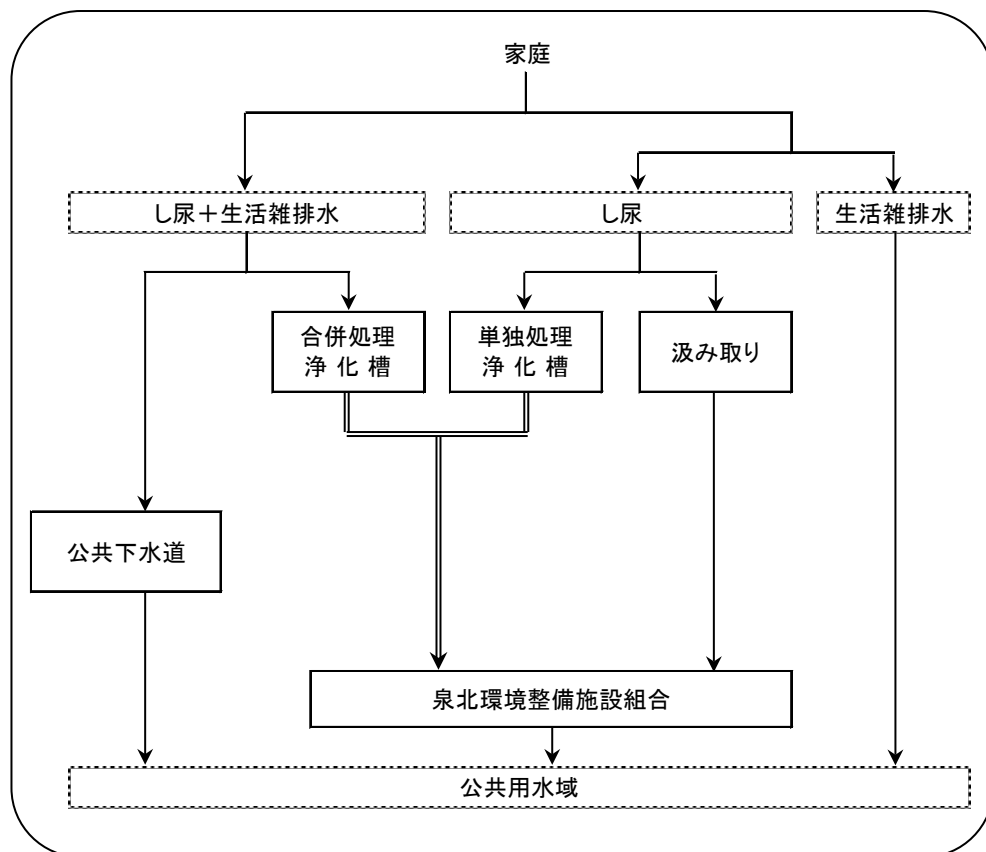 家庭
し尿＋生活雑排水
し尿
生活雑排水
合併処理
浄 化 槽
単独処理
浄 化 槽
汲み取り
公共下水道
泉北環境整備施設組合
公共用水域